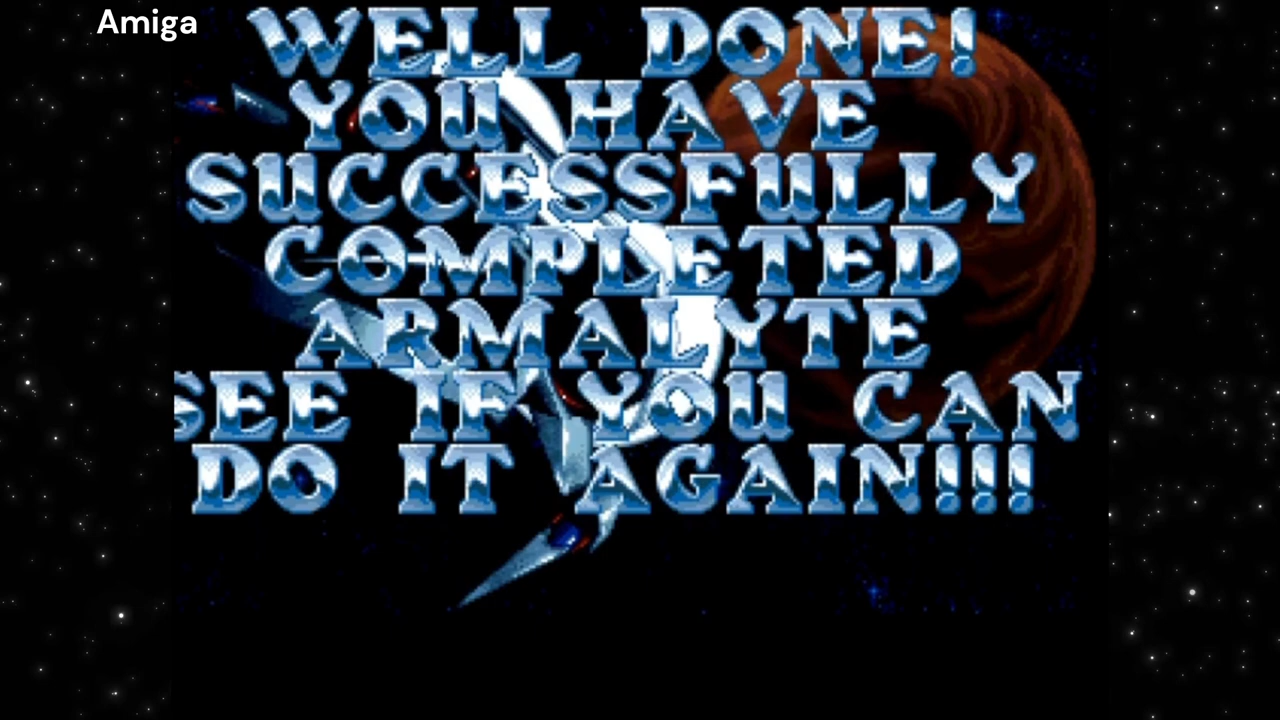 Amiga
WELL DONE!
YOU HAVE
SUCCESSFULLY
COMPLETED
ARMALYTE
SEE IF YOU CAN
DO IT AGAIN!!!